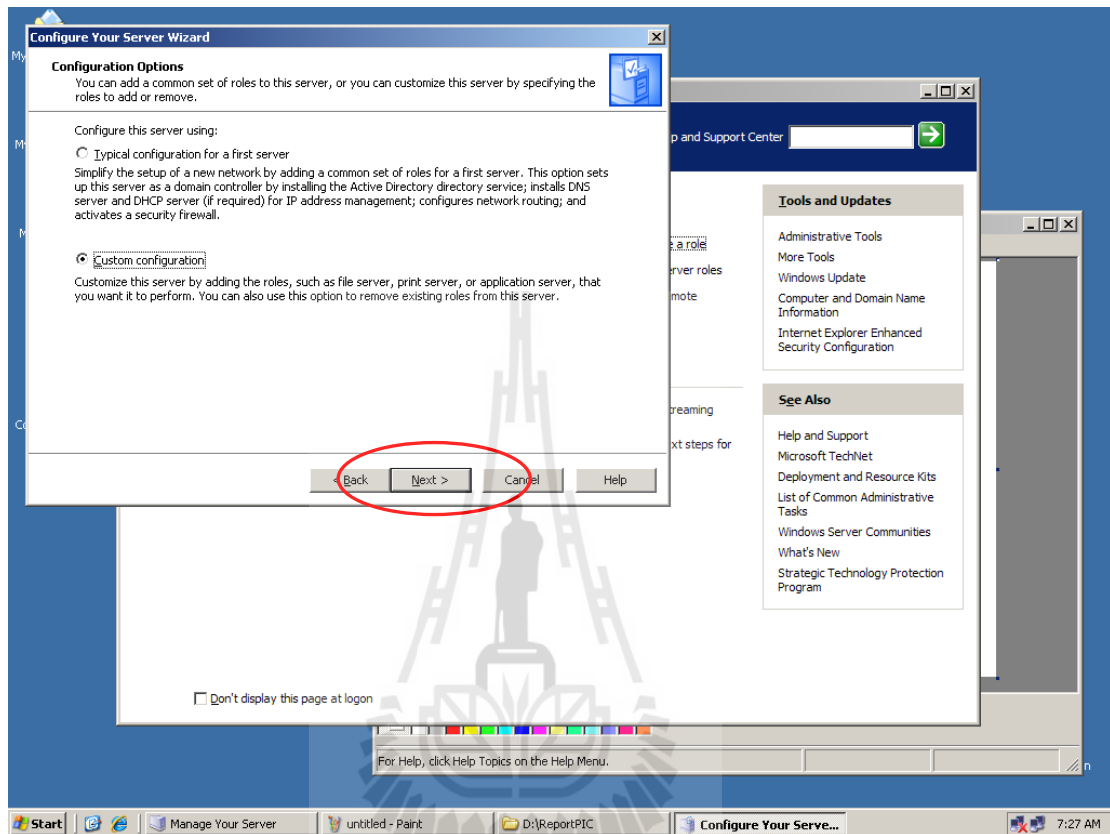 Configure Your Server Wizard
Configuration Options
You can add a common set of roles to this server, or you can customize this server by specifying the
roles to add or remove.
Configure this server using:
Typical configuration for a first server
Simplify the setup of a new network by adding a common set of roles for a first server. This option sets
up this server as a domain controller by installing the Active Directory directory service; installs DNS
server and DHCP server (if required) for IP address management; configures network routing; and
activates a security firewall.
Custom configuration
Customize this server by adding the roles, such as file server, print server, or application server, that
you want it to perform. You can also use this option to remove existing roles from this server.
< Back
Next >
Cancel
Help
p and Support Center
e a role
erver roles
mote
treaming
xt steps for
Tools and Updates
Administrative Tools
More Tools
Windows Update
Computer and Domain Name
Information
Internet Explorer Enhanced
Security Configuration
See Also
Help and Support
Microsoft TechNet
Deployment and Resource Kits
List of Common Administrative
Tasks
Windows Server Communities
What's New
Strategic Technology Protection
Program
Don't display this page at logon
For Help, click Help Topics on the Help Menu.
Start
Manage Your Server
untitled - Paint
D:\ReportPIC
Configure Your Serve...
7:27 AM